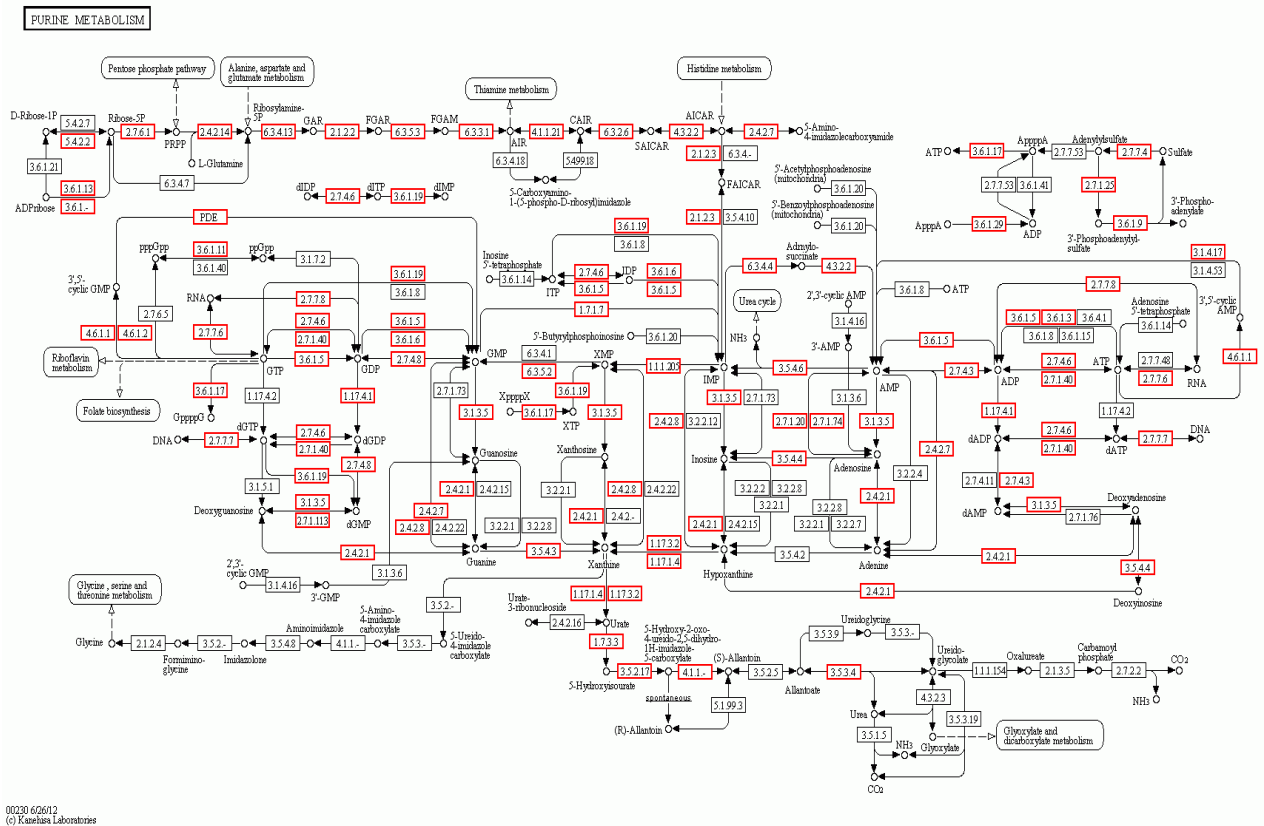 PURINE METABOLISM
Pentose phosphate pathway
Alanine, aspartate and
glutamate metabolism
Thiamine metabolism
Histidine metabolism
D-Ribose-1P
5.4.2.7
5.4.2.2
Ribose-5P
2.7.6.1
PRPP
2.4.2.14
Ribosylamine-
5P
6.3.4.13
GAR
2.1.2.2
FGAR
6.3.5.3
FGAM
6.3.3.1
AIR
4.1.1.21
CAIR
6.3.2.6
SAICAR
4.3.2.2
AICAR
2.4.2.7
5-Amino-
4-imidazolecarboxyamide
L-Glutamine
6.3.4.7
3.6.1.21
3.6.1.13
3.6.1.-
ADPribose
6.3.4.18
5.4.99.18
5-Carboxyamino-
1-(5-phospho-D-ribosyl)imidazole
2.1.2.3
6.3.4.-
FAICAR
2.1.2.3
3.5.4.10
dIDP
2.7.4.6
dITP
3.6.1.19
dIMP
5'-Acetylphosphoadenosine
(mitochondria)
3.6.1.20
5'-Benzoylphosphoadenosine
(mitochondria)
3.6.1.20
ATP
3.6.1.17
AppppA
2.7.7.53
Adenylylsulfate
2.7.7.4
Sulfate
2.7.7.53
3.6.1.41
2.7.1.25
ApppA
3.6.1.29
ADP
3.6.1.9
3'-Phospho-
adenylate
3'-Phosphoadenylyl-
sulfate
PDE
pppGpp
3.6.1.11
3.6.1.40
ppGpp
3.1.7.2
3',5'-
cyclic GMP
RNA
2.7.7.8
3.6.1.19
3.6.1.8
2.7.6.5
4.6.1.1
4.6.1.2
2.7.7.6
2.7.4.6
2.7.1.40
3.6.1.5
3.6.1.6
Riboflavin
metabolism
GTP
3.6.1.5
GDP
2.7.4.8
GMP
Folate biosynthesis
3.6.1.17
GppppG
1.17.4.2
1.17.4.1
DNA
2.7.7.7
dGTP
2.7.4.6
2.7.1.40
dGDP
3.6.1.19
2.7.4.8
3.1.5.1
Deoxyguanosine
3.1.3.5
2.7.1.113
dGMP
2.4.2.1
Inosine
5'-tetraphosphate
3.6.1.14
3.6.1.19
3.6.1.8
ITP
2.7.4.6
3.6.1.5
IDP
3.6.1.6
3.6.1.5
1.7.1.7
5'-Butyrylphosphoinosine
3.6.1.20
6.3.4.1
6.3.5.2
XMP
1.1.1.205
IMP
2.7.1.73
3.1.3.5
XppppX
3.6.1.17
3.6.1.19
XTP
3.1.3.5
Guanosine
Xanthosine
2.4.2.1
2.4.2.15
2.4.2.7
2.4.2.8
2.4.2.22
3.2.2.1
3.2.2.8
3.2.2.1
2.4.2.8
2.4.2.22
2.4.2.1
2.4.2.-
Guanine
3.5.4.3
Xanthine
1.17.3.2
1.17.1.4
Hypoxanthine
6.3.4.4
Admylo-
succinate
4.3.2.2
Urea cycle
NH3
2',3'-cyclic AMP
3.1.4.16
3'-AMP
3.5.4.6
AMP
3.1.3.6
3.1.3.5
2.7.1.73
2.4.2.8
3.2.2.12
2.7.1.20
2.7.1.74
3.1.3.5
Inosine
3.5.4.4
Adenosine
3.2.2.2
3.2.2.8
3.2.2.1
2.4.2.1
2.4.2.15
3.2.2.8
3.2.2.1
3.2.2.7
2.4.2.1
3.2.2.4
2.4.2.7
3.5.4.2
Adenine
2.4.2.1
3.6.1.8
ATP
3.1.4.17
3.1.4.53
2.7.7.8
3',5'-cyclic
AMP
3.6.1.5
3.6.1.5
3.6.1.3
3.6.4.1
3.6.1.8
3.6.1.15
Adenosine
5'-tetraphosphate
3.6.1.14
4.6.1.1
2.7.4.3
ADP
2.7.4.6
2.7.1.40
ATP
2.7.7.48
2.7.7.6
RNA
1.17.4.1
1.17.4.2
dADP
2.7.4.6
2.7.1.40
dATP
2.7.7.7
DNA
2.7.4.11
2.7.4.3
dAMP
3.1.3.5
2.7.1.76
Deoxyadenosine
3.5.4.4
2.4.2.1
Deoxyinosine
2',3'-
cyclic GMP
3.1.4.16
3'-GMP
3.1.3.6
Glycine , serine and
threonine metabolism
Glycine
2.1.2.4
Formimino-
glycine
3.5.2.-
Imidazolone
3.5.4.8
Aminoimidazole
4.1.1.-
5-Amino-
4-imidazole
carboxylate
3.5.3.-
5-Ureido-
4-imidazole
carboxylate
3.5.2.-
1.17.1.4
1.17.3.2
Urate-
3-ribonucleoside
2.4.2.16
Urate
1.7.3.3
5-Hydroxyisourate
3.5.2.17
5-Hydroxy-2-oxo-
4-ureido-2,5-dihydro-
1H-imidazole-
5-carboxylate
4.1.1.-
spontaneous
(R)-Allantoin
(S)-Allantoin
5.1.99.3
3.5.2.5
Allantoate
3.5.3.9
Ureidoglycine
3.5.3.-
3.5.3.4
Ureido-
glycolate
1.1.1.154
Oxalureate
2.1.3.5
Carbamoyl
phosphate
2.7.2.2
CO2
NH3
Urea
4.3.2.3
3.5.3.19
3.5.1.5
NH3
Glyoxylate
Glyoxylate and
dicarboxylate metabolism
CO2
00230 6/26/12
(c) Kanehisa Laboratories